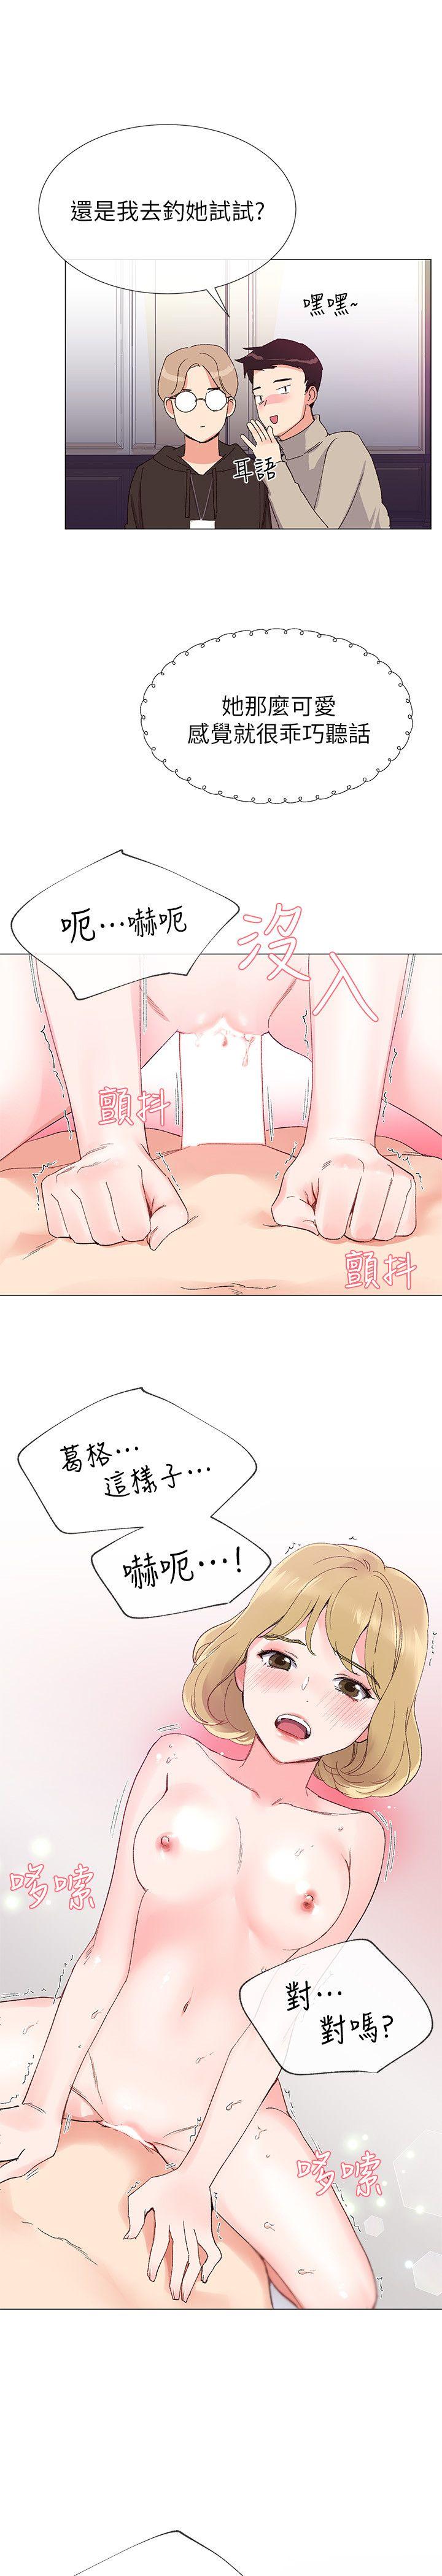 還是我去釣她試試?
嘿嘿~
耳語
她那麼可愛
感覺就很乖巧聽話
呃…嚇呃
沒入
顫抖
顫抖
葛格…
這樣子…
嚇呃…!
哆嗦
對…
對嗎?
哆嗦